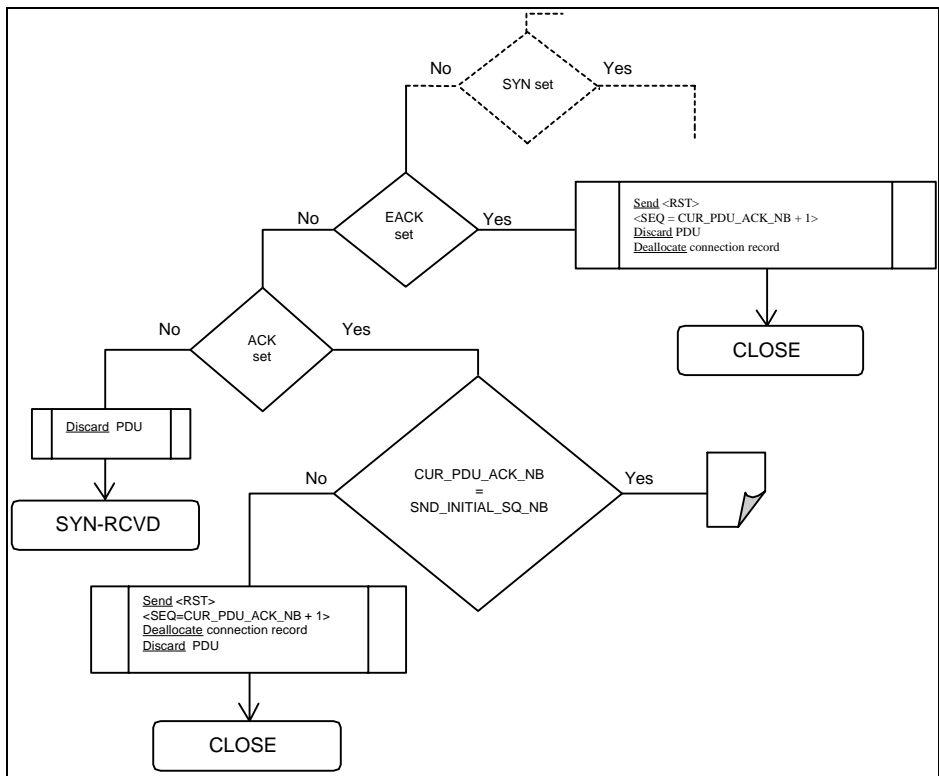 No
SYN set
Yes
No
EACK
set
Yes
Send <RST>
<SEQ = CUR_PDU_ACK_NB + 1>
Discard PDU
Deallocate connection record
CLOSE
No
ACK
set
Yes
Discard PDU
SYN-RCVD
No
CUR_PDU_ACK_NB
=
SND_INITIAL_SQ_NB
Yes
Send <RST>
<SEQ=CUR_PDU_ACK_NB + 1>
Deallocate connection record
Discard PDU
CLOSE